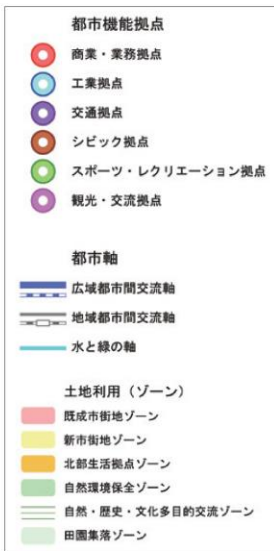 都市機能拠点
商業・業務拠点
工業拠点
交通拠点
シビック拠点
スポーツ・レクリエーション拠点
観光・交流拠点
都市軸
広域都市間交流軸
地域都市間交流軸
水と緑の軸
土地利用（ゾーン）
既成市街地ゾーン
新市街地ゾーン
北部生活拠点ゾーン
自然環境保全ゾーン
自然・歴史・文化多目的交流ゾーン
田園集落ゾーン